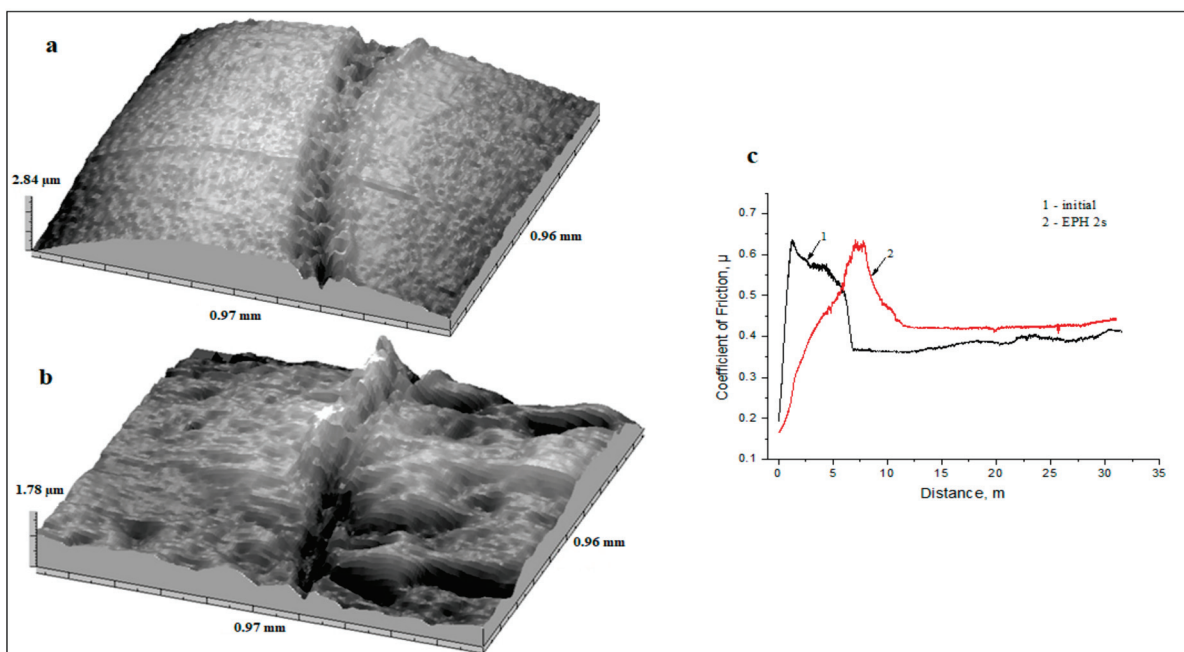 a
2.84 μm
0.96 mm
0.97 mm
b
1.78 μm
0.96 mm
0.97 mm
c
1 - initial
2 - EPH 2s
0.7
0.6
0.5
0.4
0.3
0.2
0.1
1
2
Coefficient of Friction, μ
0 5 10 15 20 25 30 35
Distance, m